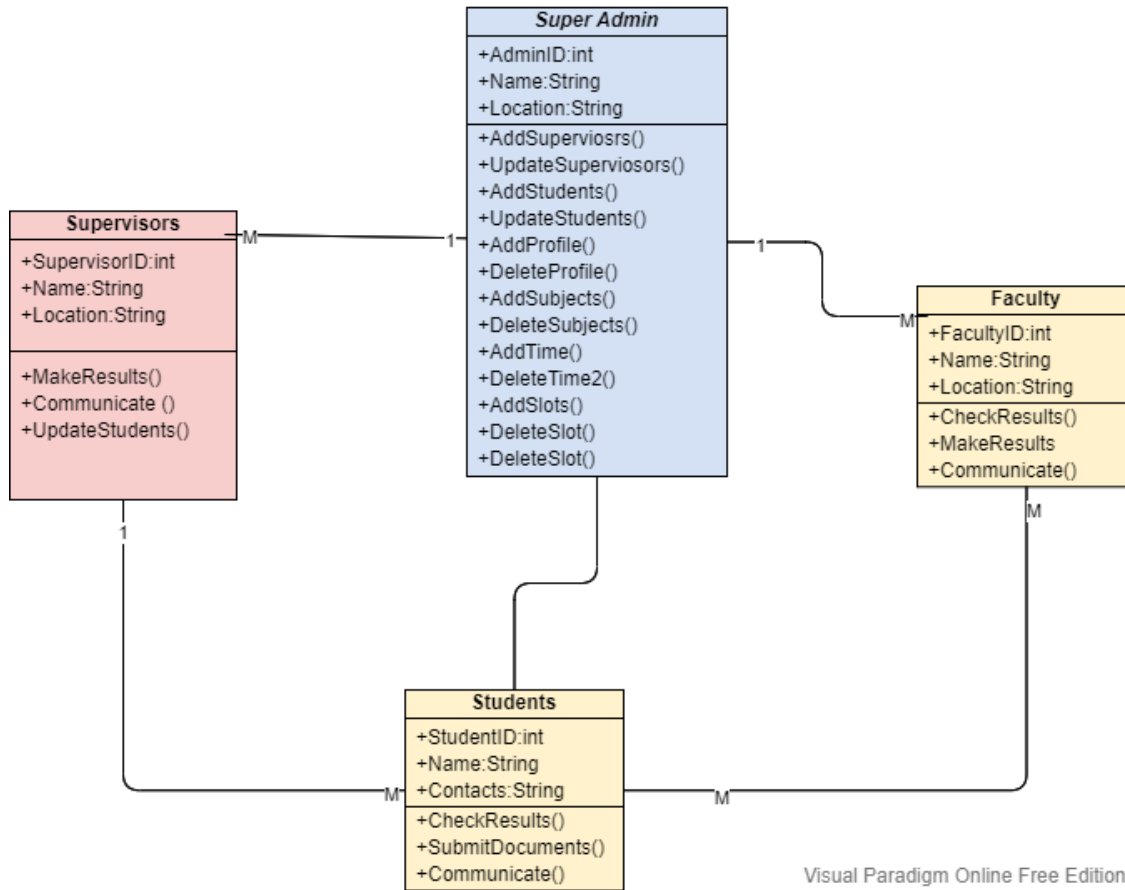 Super Admin
+AdminID:int
+Name:String
+Location:String
+AddSuperviosrs()
+UpdateSuperviosors()
+AddStudents()
+UpdateStudents()
+AddProfile()
+DeleteProfile()
+AddSubjects()
+DeleteSubjects()
+AddTime()
+DeleteTime2()
+AddSlots()
+DeleteSlot()
+DeleteSlot()
Supervisors
+SupervisorID:int
+Name:String
+Location:String
+MakeResults()
+Communicate ()
+UpdateStudents()
M
1
1
M
Faculty
+FacultyID:int
+Name:String
+Location:String
+CheckResults()
+MakeResults
+Communicate()
1
M
M
M
Students
+StudentID:int
+Name:String
+Contacts:String
+CheckResults()
+SubmitDocuments()
+Communicate()
Visual Paradigm Online Free Edition